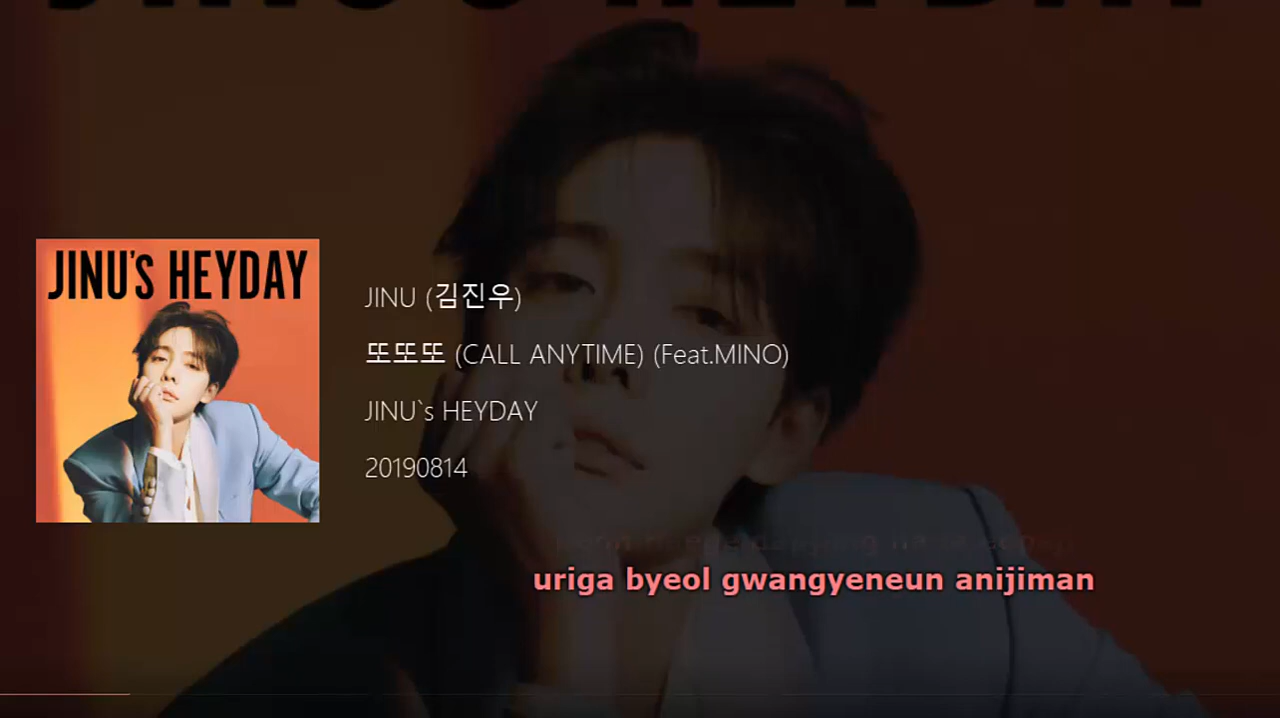 JINU's HEYDAY
JINU (김진우)
또또또 (CALL ANYTIME) (Feat.MINO)
JINU`s HEYDAY
20190814
uriga byeol gwangyeneun anijiman